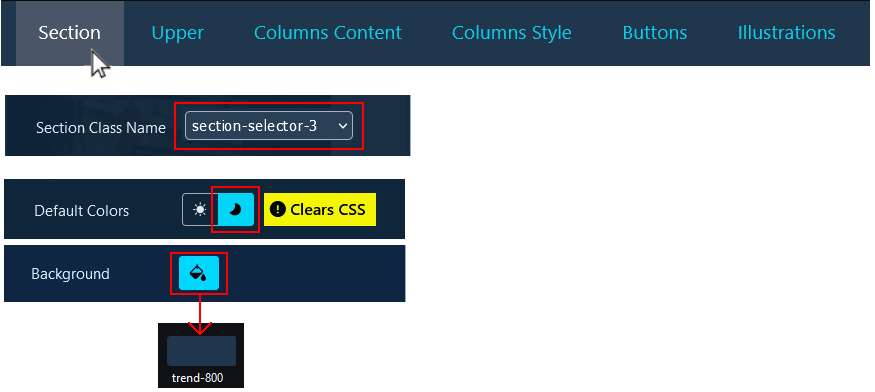 Section Upper Columns Content Columns Style Buttons Illustrations
Section Class Name section-selector-3
Default Colors Clears CSS
Background
trend-800